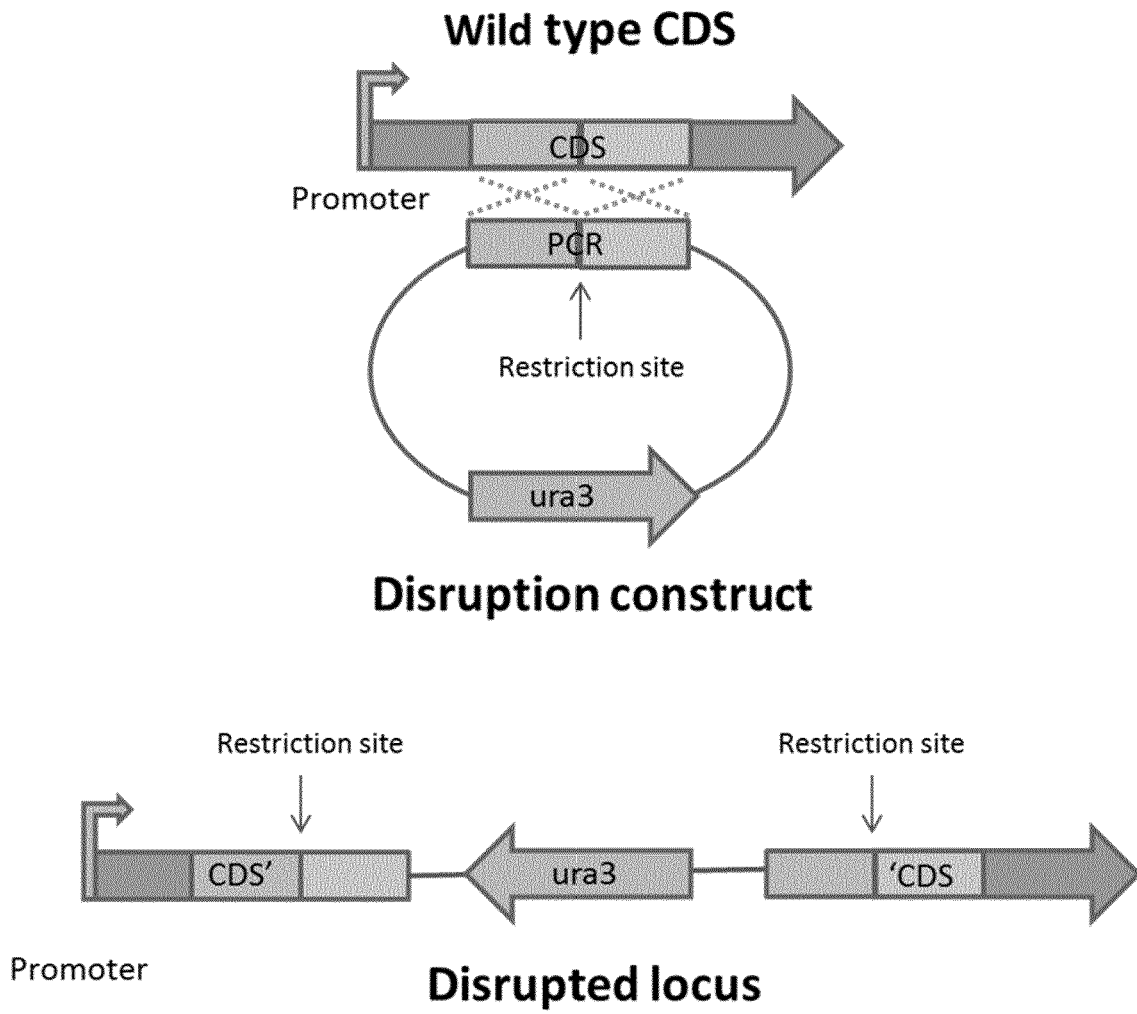 Wild type CDS
CDS
Promoter
PCR
Restriction site
ura3
Disruption construct
Restriction site
Restriction site
CDS’
ura3
‘CDS
Promoter
Disrupted locus